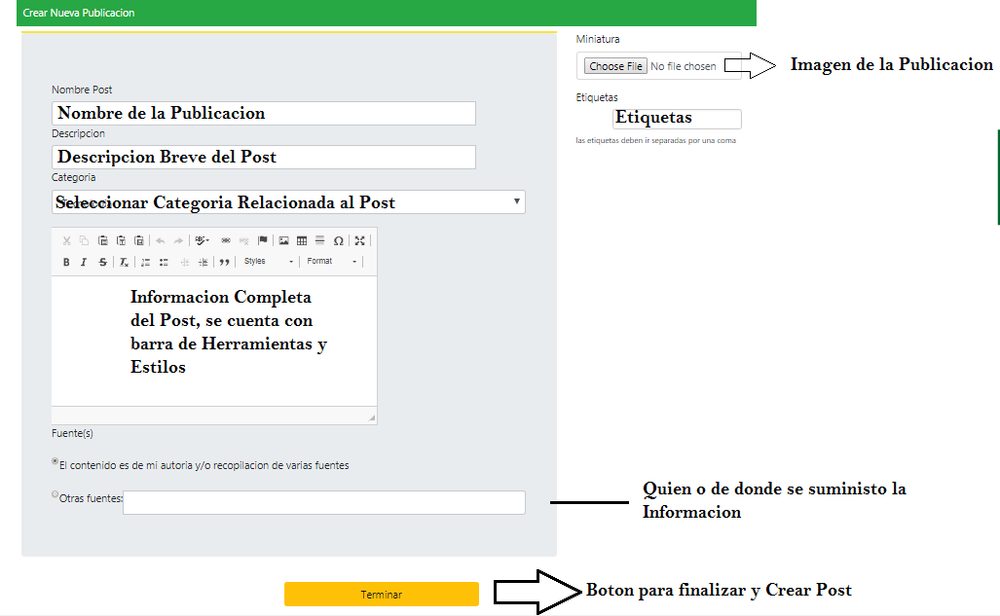 Crear Nueva Publicacion
Miniatura
Choose File No file chosen
Imagen de la Publicacion
Etiquetas
Etiquetas
las etiquetas deben ir separadas por una coma
Nombre Post
Nombre de la Publicacion
Descripcion
Descripcion Breve del Post
Categoria
Seleccionar Categoria Relacionada al Post
ABC
B I S Tx Styles Format
Informacion Completa
del Post, se cuenta con
barra de Herramientas y
Estilos
Fuente(s)
El contenido es de mi autoria y/o recopilacion de varias fuentes
Otras fuentes:
Quien o de donde se suministo la
Informacion
Terminar
Boton para finalizar y Crear Post